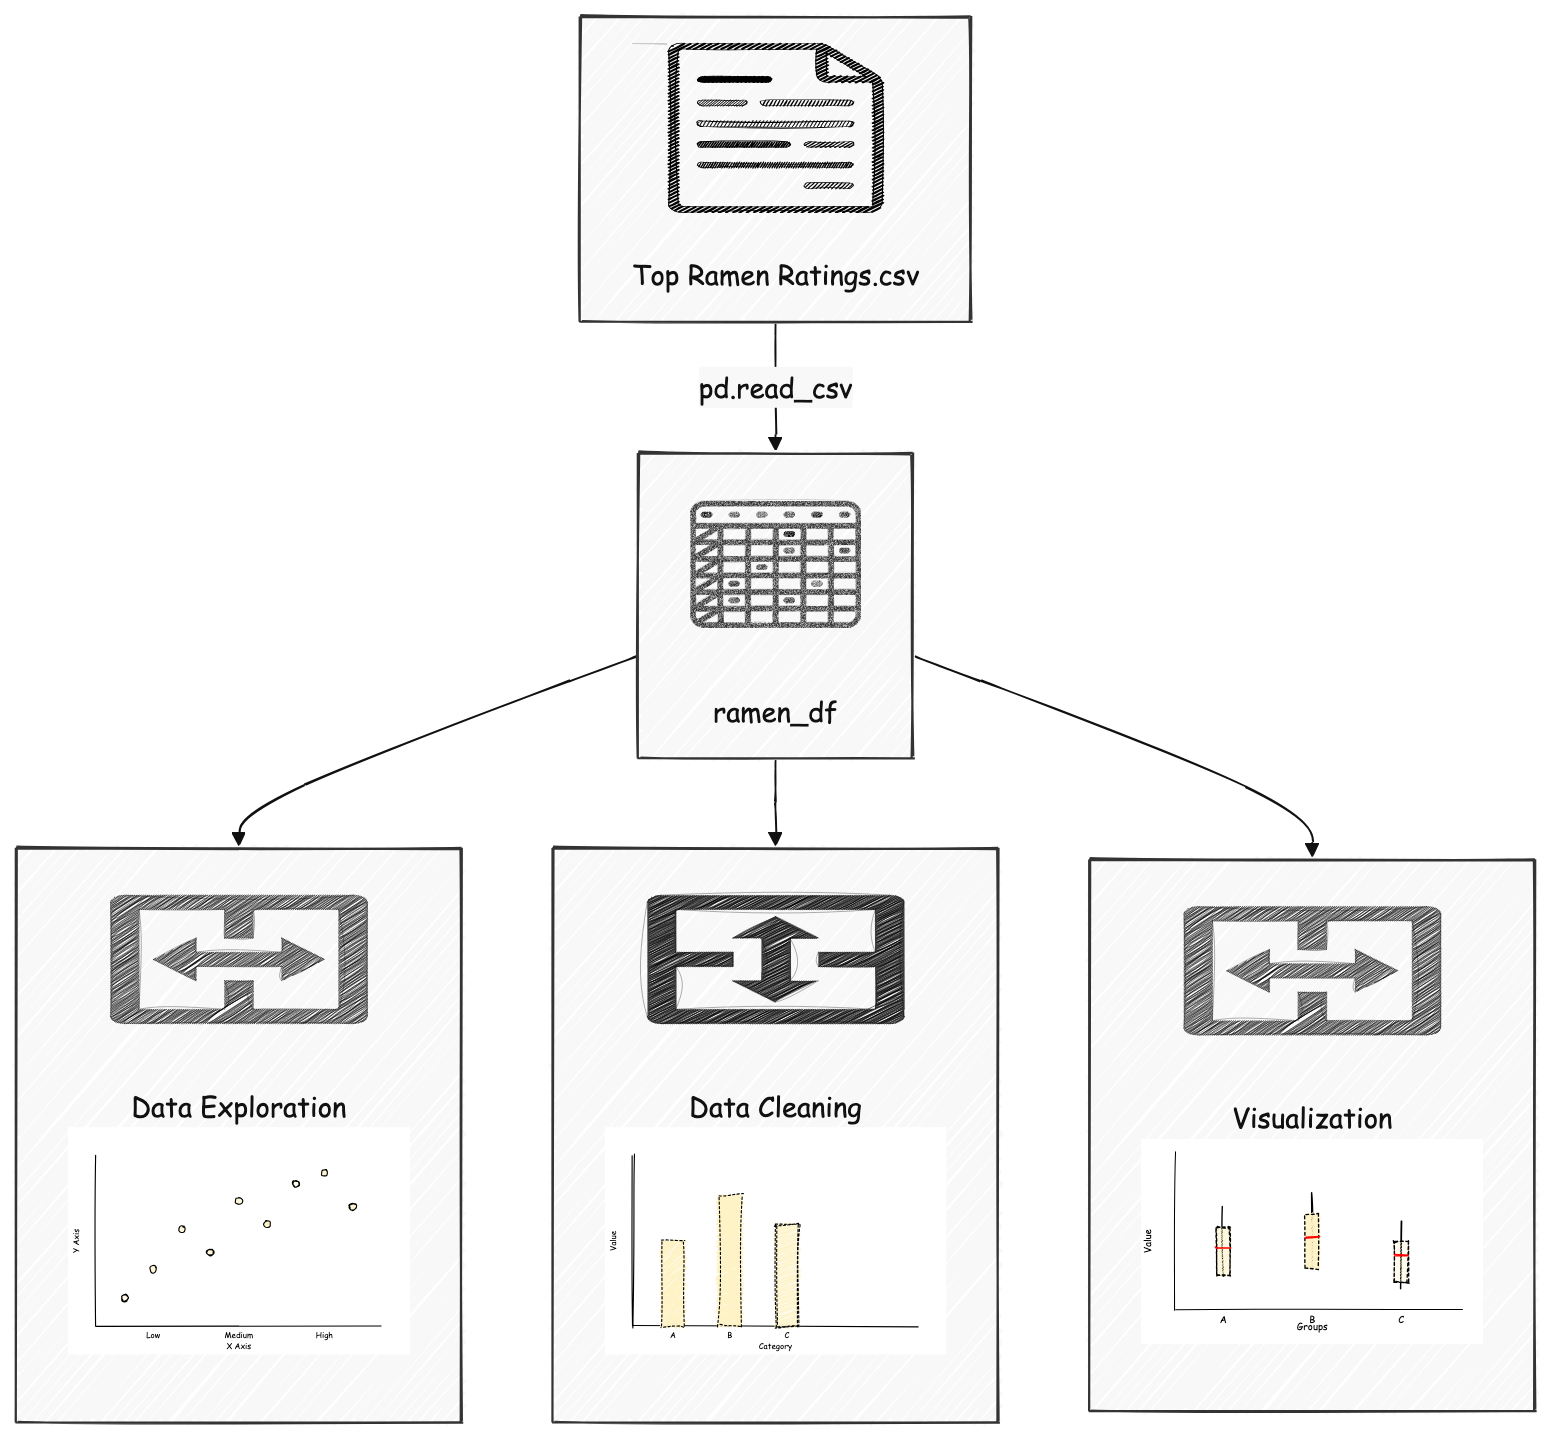 Top Ramen Ratings.csv
pd.read_csv
ramen_df
Data Exploration
Y Axis
Low Medium High
X Axis
Data Cleaning
Value
A B C
Category
Visualization
Value
A B C
Groups